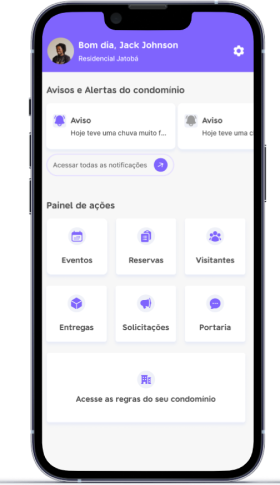 Bom dia, Jack Johnson
Residencial Jatobá
Avisos e Alertas do condomínio
Aviso
Hoje teve uma chuva muito f...
Aviso
Hoje teve uma c
Acessar todas as notificações
Painel de ações
Eventos
Reservas
Visitantes
Entregas
Solicitações
Portaria
Acesse as regras do seu condomínio